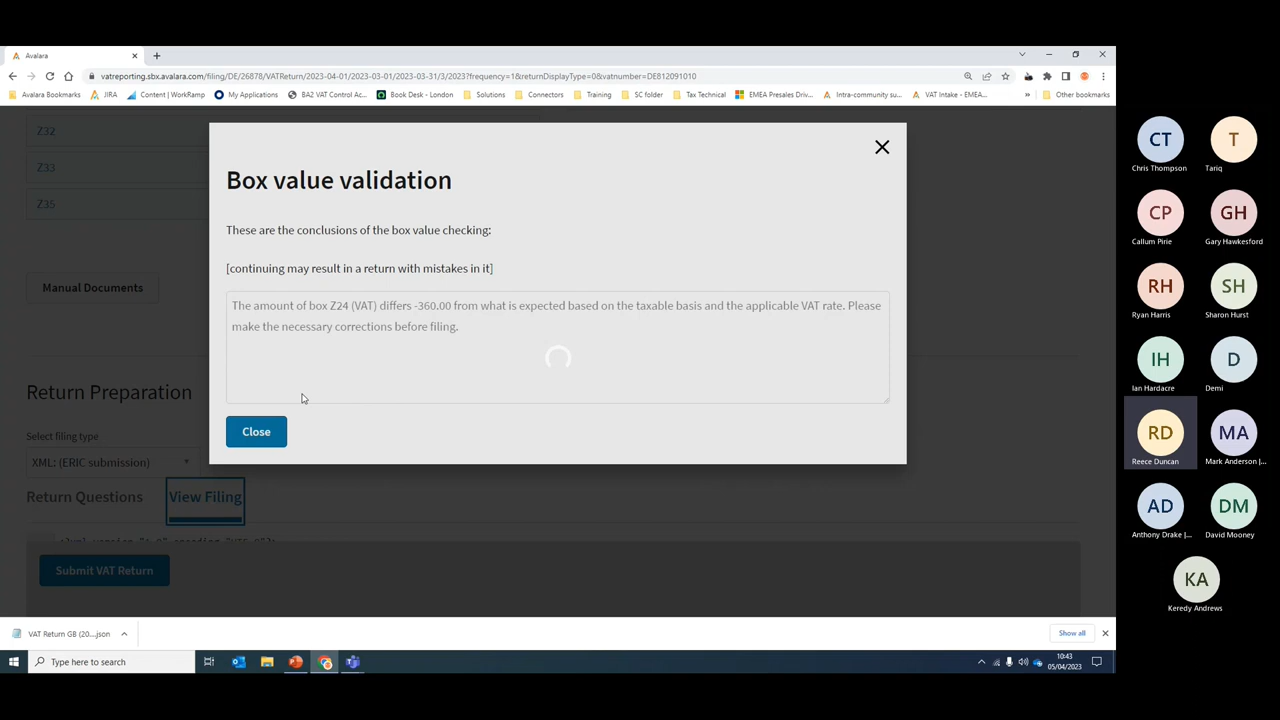 Avalara
vatreporting.sbx.avalara.com/filing/DE/26878/VATReturn/2023-04-01/2023-03-01/2023-03-31/3/2023?frequency=1&returnDisplayType=0&vatnumber=DE812091010
Avalara Bookmarks
JIRA
Content | WorkRamp
My Applications
BA2 VAT Control Ac...
Book Desk - London
Solutions
Connectors
Training
SC folder
Tax Technical
EMEA Presales Driv...
Intra-community su...
VAT Intake - EMEA...
»
Other bookmarks
Z32
Z33
Z35
Box value validation
These are the conclusions of the box value checking:
[continuing may result in a return with mistakes in it]
The amount of box Z24 (VAT) differs -360.00 from what is expected based on the taxable basis and the applicable VAT rate. Please
make the necessary corrections before filing.
Close
Manual Documents
Return Preparation
Select filing type
XML: (ERIC submission)
Return Questions
View Filing
Submit VAT Return
VAT Return GB (20....json
Show all
Type here to search
10:43
05/04/2023
CT
Chris Thompson
T
Tariq
CP
Callum Pirie
GH
Gary Hawkesford
RH
Ryan Harris
SH
Sharon Hurst
IH
Ian Hardacre
D
Demi
RD
Reece Duncan
MA
Mark Anderson |...
AD
Anthony Drake |...
DM
David Mooney
KA
Keredy Andrews